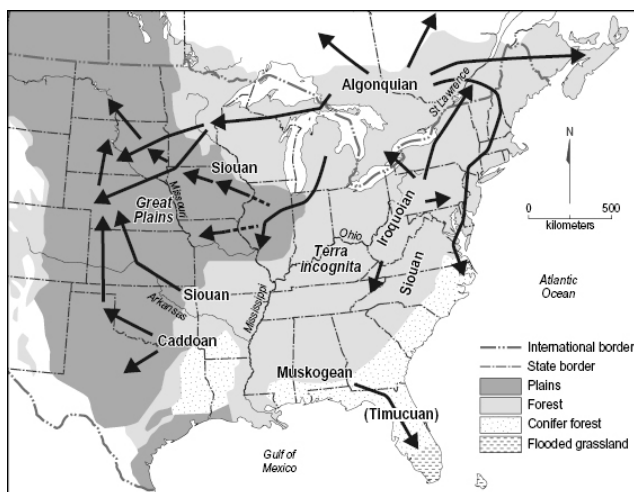 Algonquian
St Lawrence
Siouan
Missouri
Great Plains
Ohio
Iroquoian
Terra
incognita
Siouan
Mississippi
Siouan
Arkansas
Caddoan
Muskogean
(Timucuan)
Gulf of
Mexico
Atlantic
Ocean
N
0 500
kilometers
International border
State border
Plains
Forest
Conifer forest
Flooded grassland